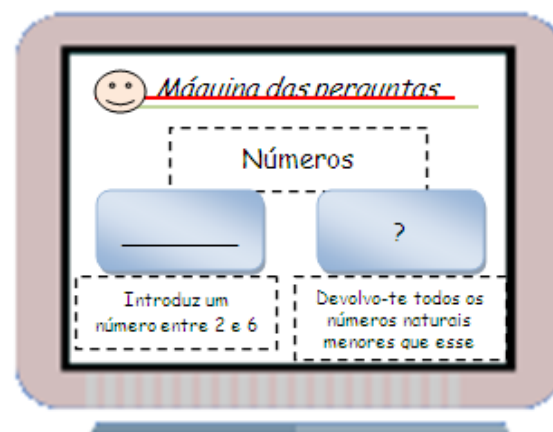 Máquina das perguntas
Números
__________
?
Introduz um
número entre 2 e 6
Devolvo-te todos os
números naturais
menores que esse